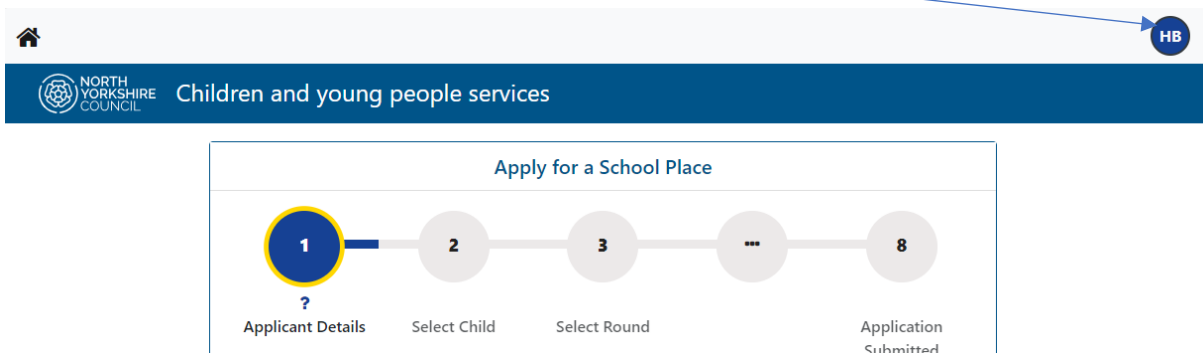 HB
NORTH
YORKSHIRE
COUNCIL
Children and young people services
Apply for a School Place
1 2 3 ... 8
?
Applicant Details Select Child Select Round Application
Submitted